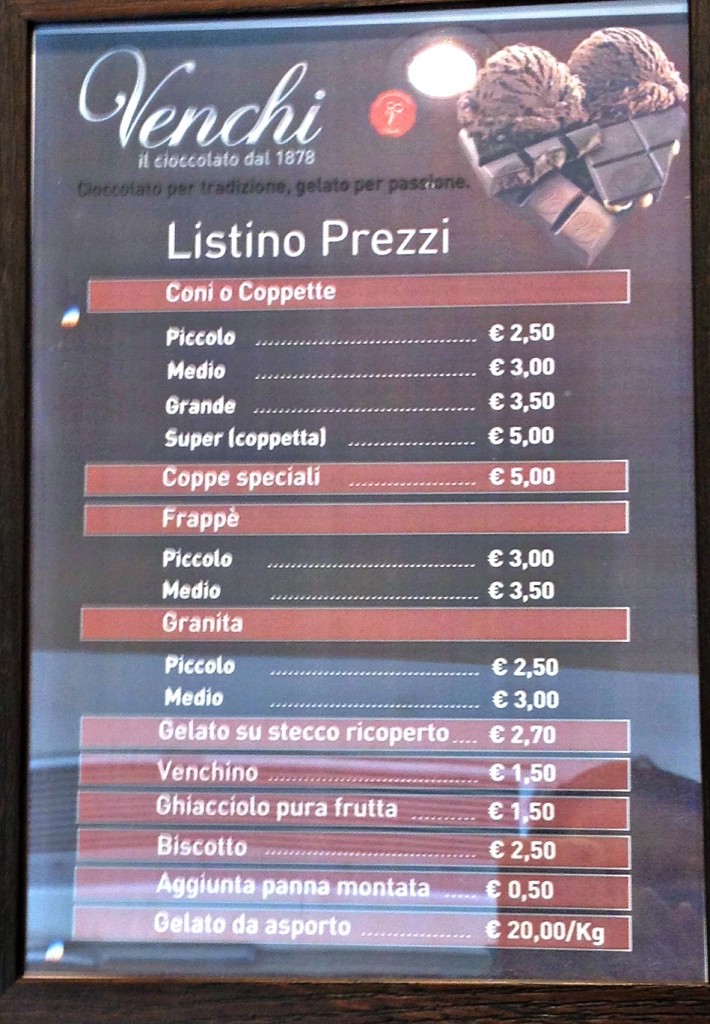 Venchi
il cioccolato dal 1878
Cioccolato per tradizione, gelato per passione.
Listino Prezzi
Coni o Coppette
Piccolo ........................................ € 2,50
Medio ........................................ € 3,00
Grande ........................................ € 3,50
Super (coppetta) ....................... € 5,00
Coppe speciali ....................... € 5,00
Frappè
Piccolo ..................................... € 3,00
Medio ..................................... € 3,50
Granita
Piccolo ..................................... € 2,50
Medio ..................................... € 3,00
Gelato su stecco ricoperto .... € 2,70
Venchino ..................................... € 1,50
Ghiacciolo pura frutta .......... € 1,50
Biscotto ..................................... € 2,50
Aggiunta panna montata ..... € 0,50
Gelato da asporto .................... € 20,00/Kg